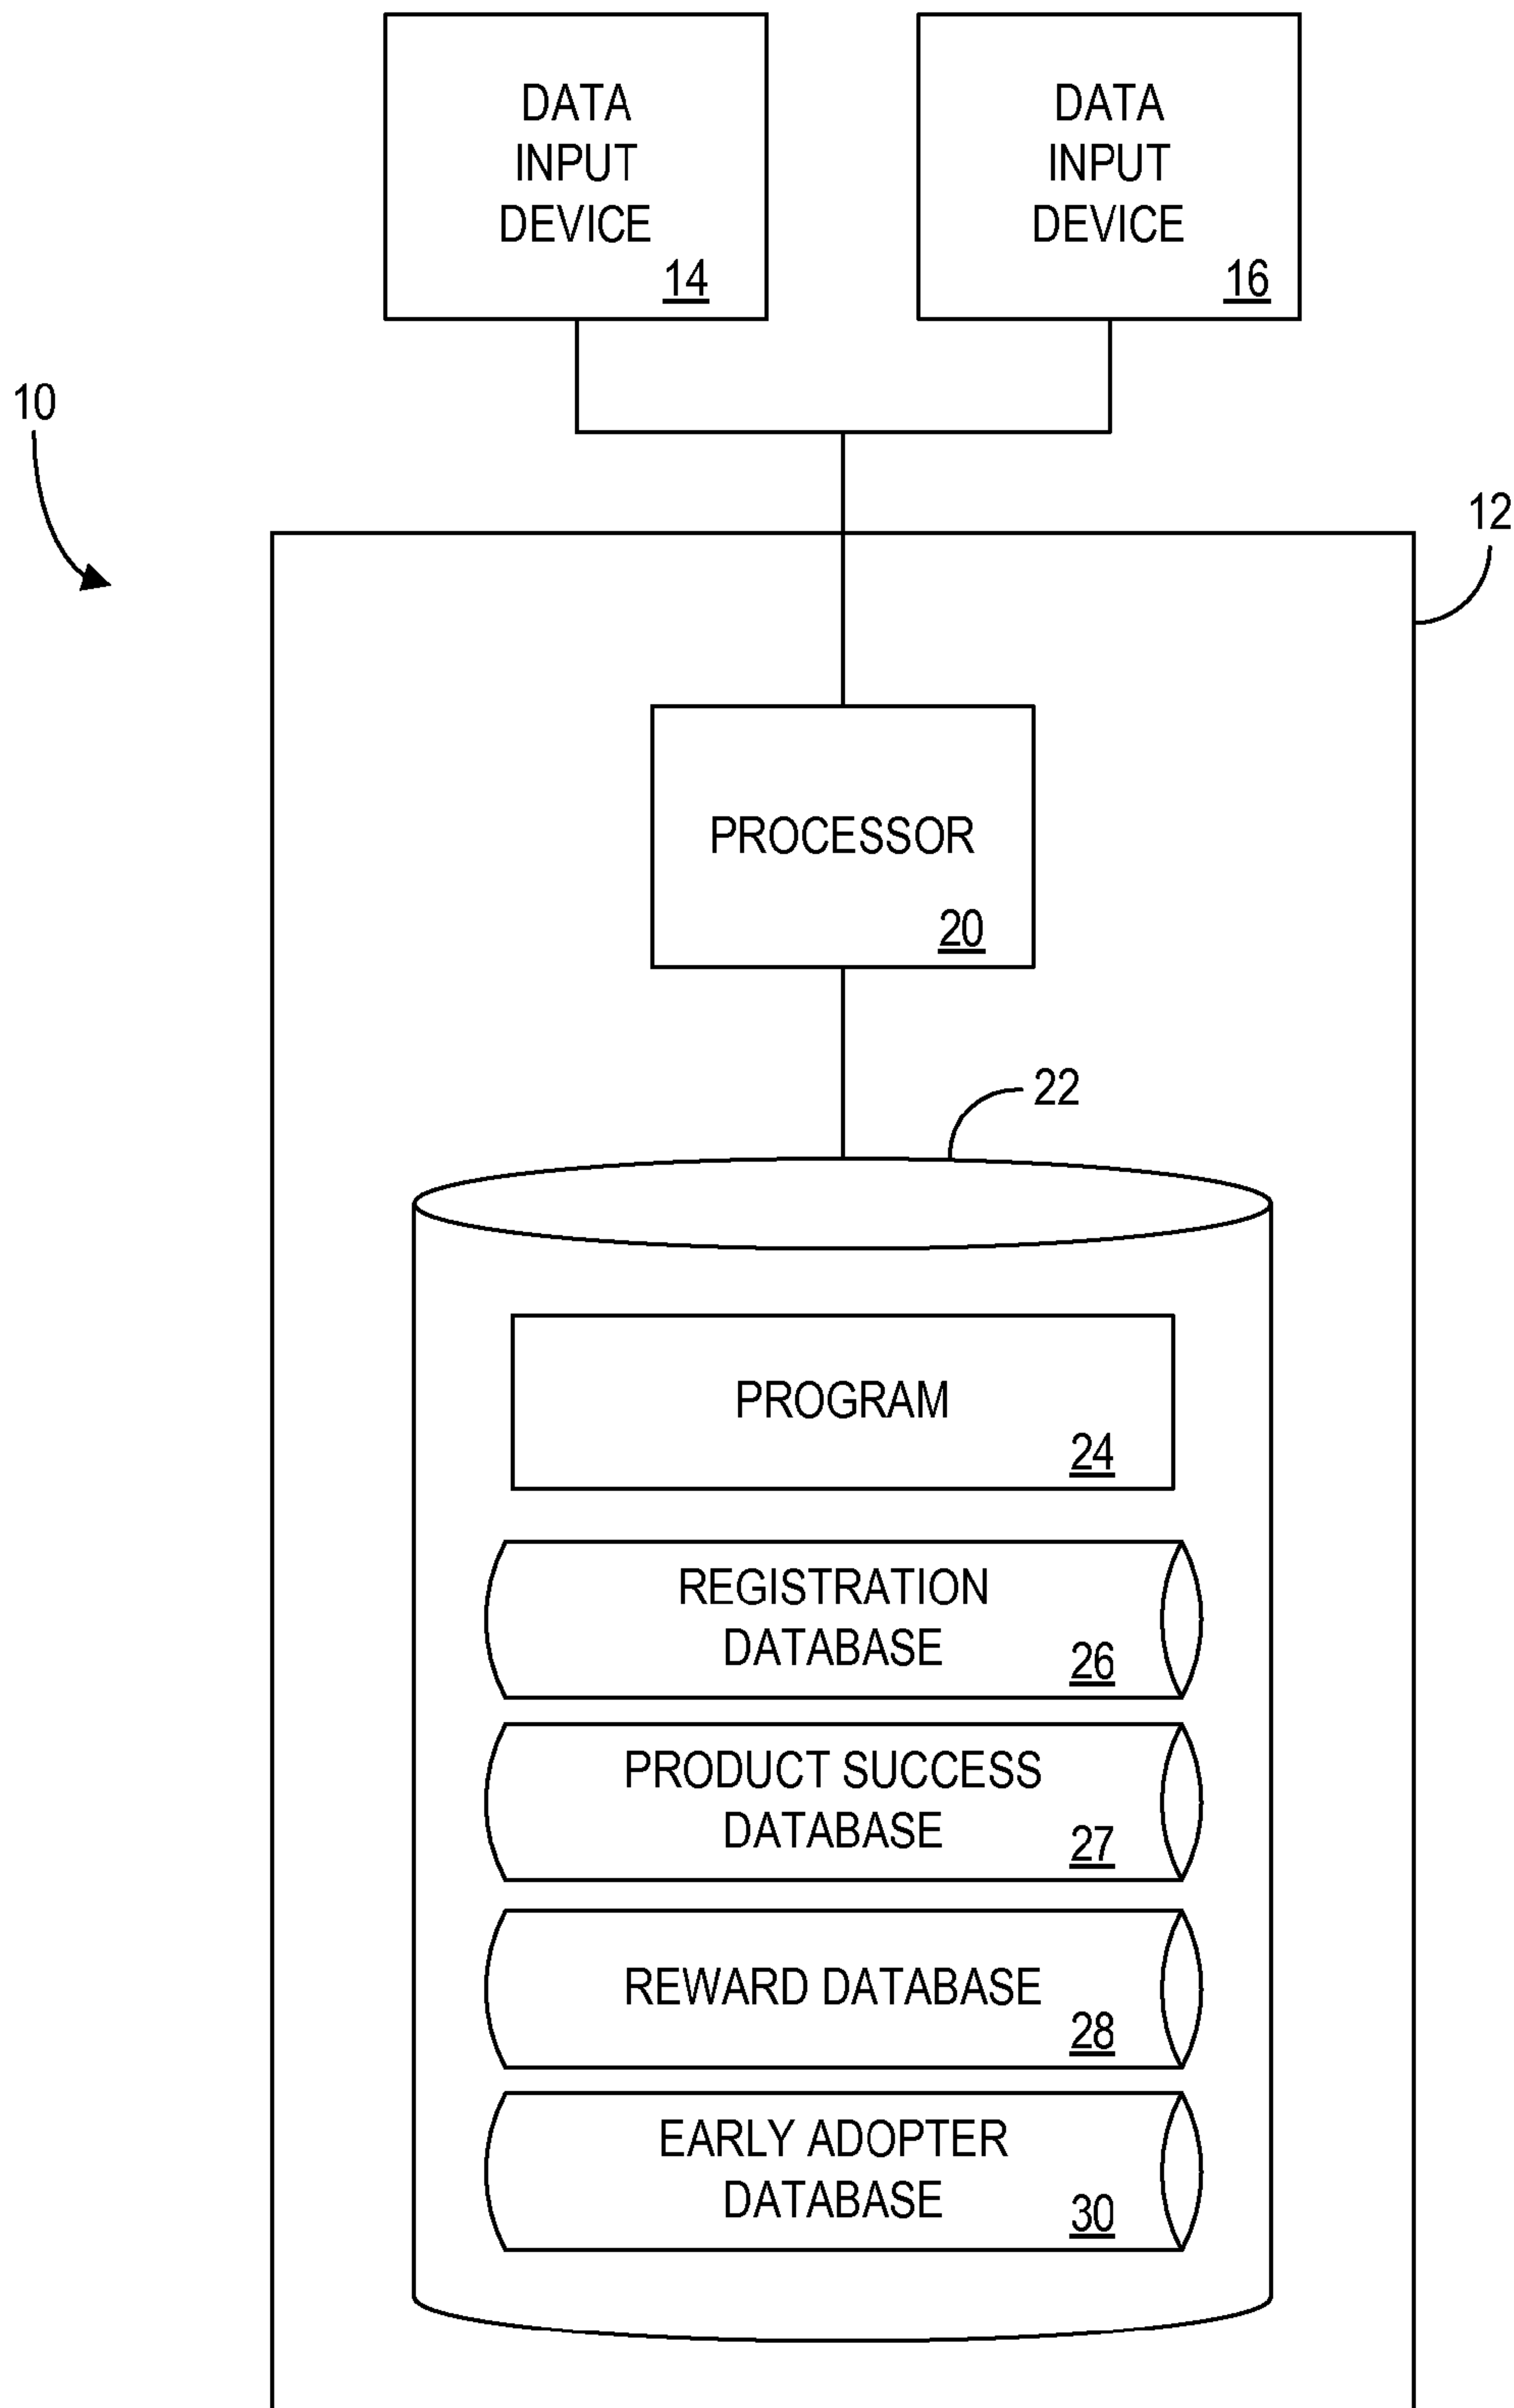 DATA
INPUT
DEVICE
14
DATA
INPUT
DEVICE
16
10
12
PROCESSOR
20
22
PROGRAM
24
REGISTRATION
DATABASE
26
PRODUCT SUCCESS
DATABASE
27
REWARD DATABASE
28
EARLY ADOPTER
DATABASE
30